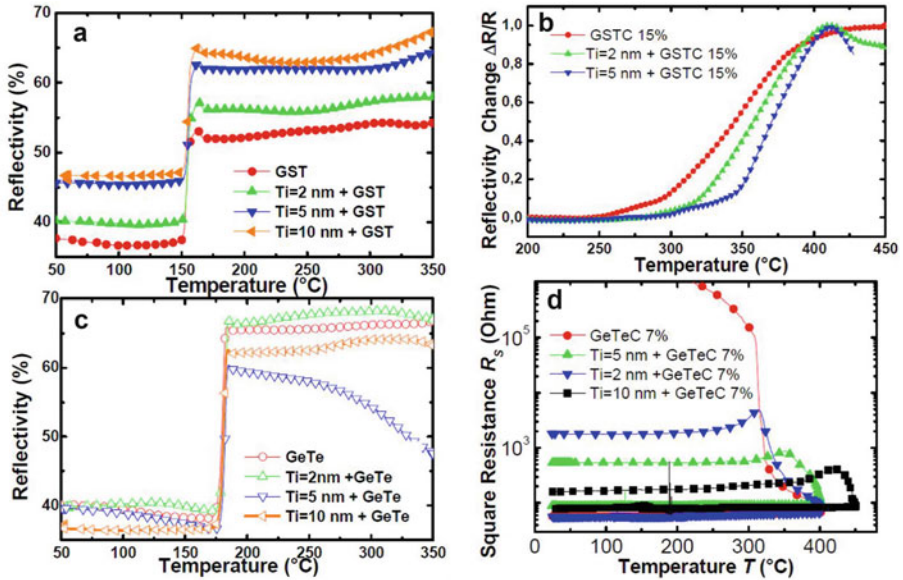 a
Reflectivity (%)
70
60
50
40
GST
Ti=2 nm + GST
Ti=5 nm + GST
Ti=10 nm + GST
50 100 150 200 250 300 350
Temperature (°C)
b
Reflectivity Change ΔR/R
1,0
0,8
0,6
0,4
0,2
0,0
GSTC 15%
Ti=2 nm + GSTC 15%
Ti=5 nm + GSTC 15%
200 250 300 350 400 450
Temperature (°C)
c
Reflectivity (%)
70
60
50
40
GeTe
Ti=2nm +GeTe
Ti=5 nm + GeTe
Ti=10 nm + GeTe
50 100 150 200 250 300 350
Temperature (°C)
d
Square Resistance Rs (Ohm)
10^5
10^3
GeTeC 7%
Ti=5 nm + GeTeC 7%
Ti=2 nm +GeTeC 7%
Ti=10 nm + GeTeC 7%
0 100 200 300 400
Temperature T (°C)